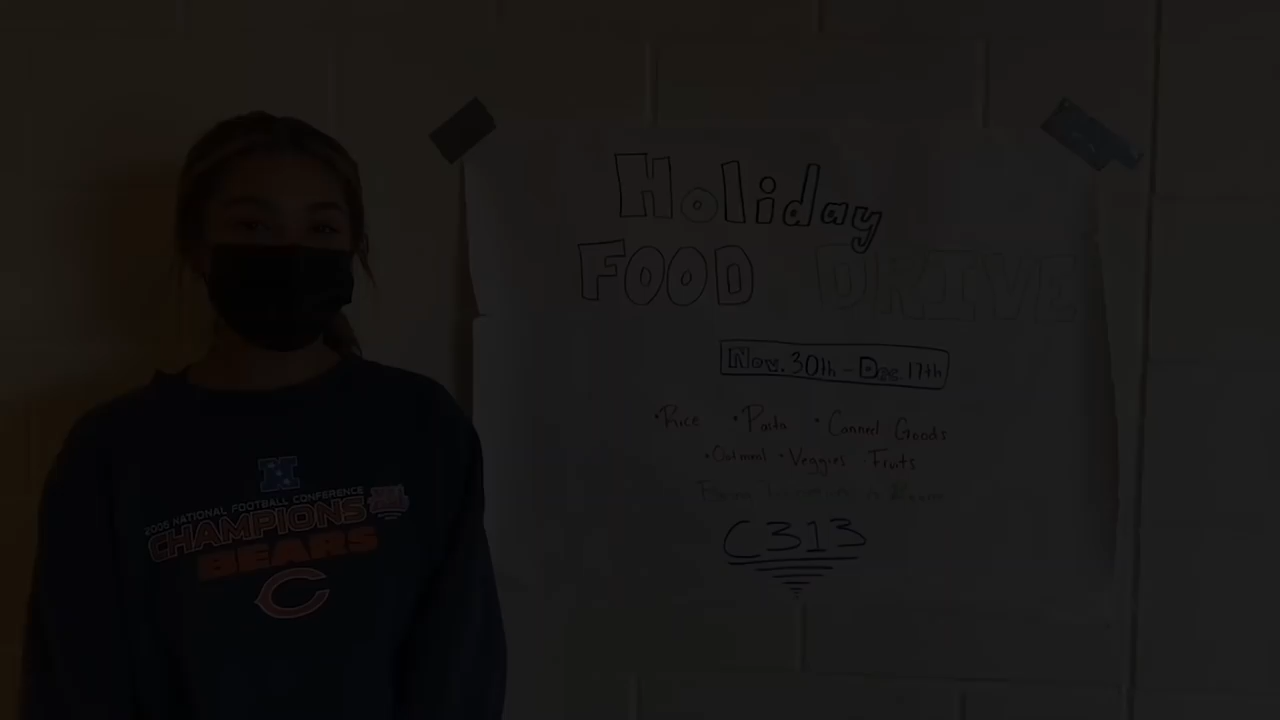 Holiday
FOOD DRIVE
Nov. 30th - Dec. 17th
•Rice •Pasta •Canned Goods
•Oatmeal •Veggies •Fruits
C313
2006 NATIONAL FOOTBALL CONFERENCE
CHAMPIONS
BEARS